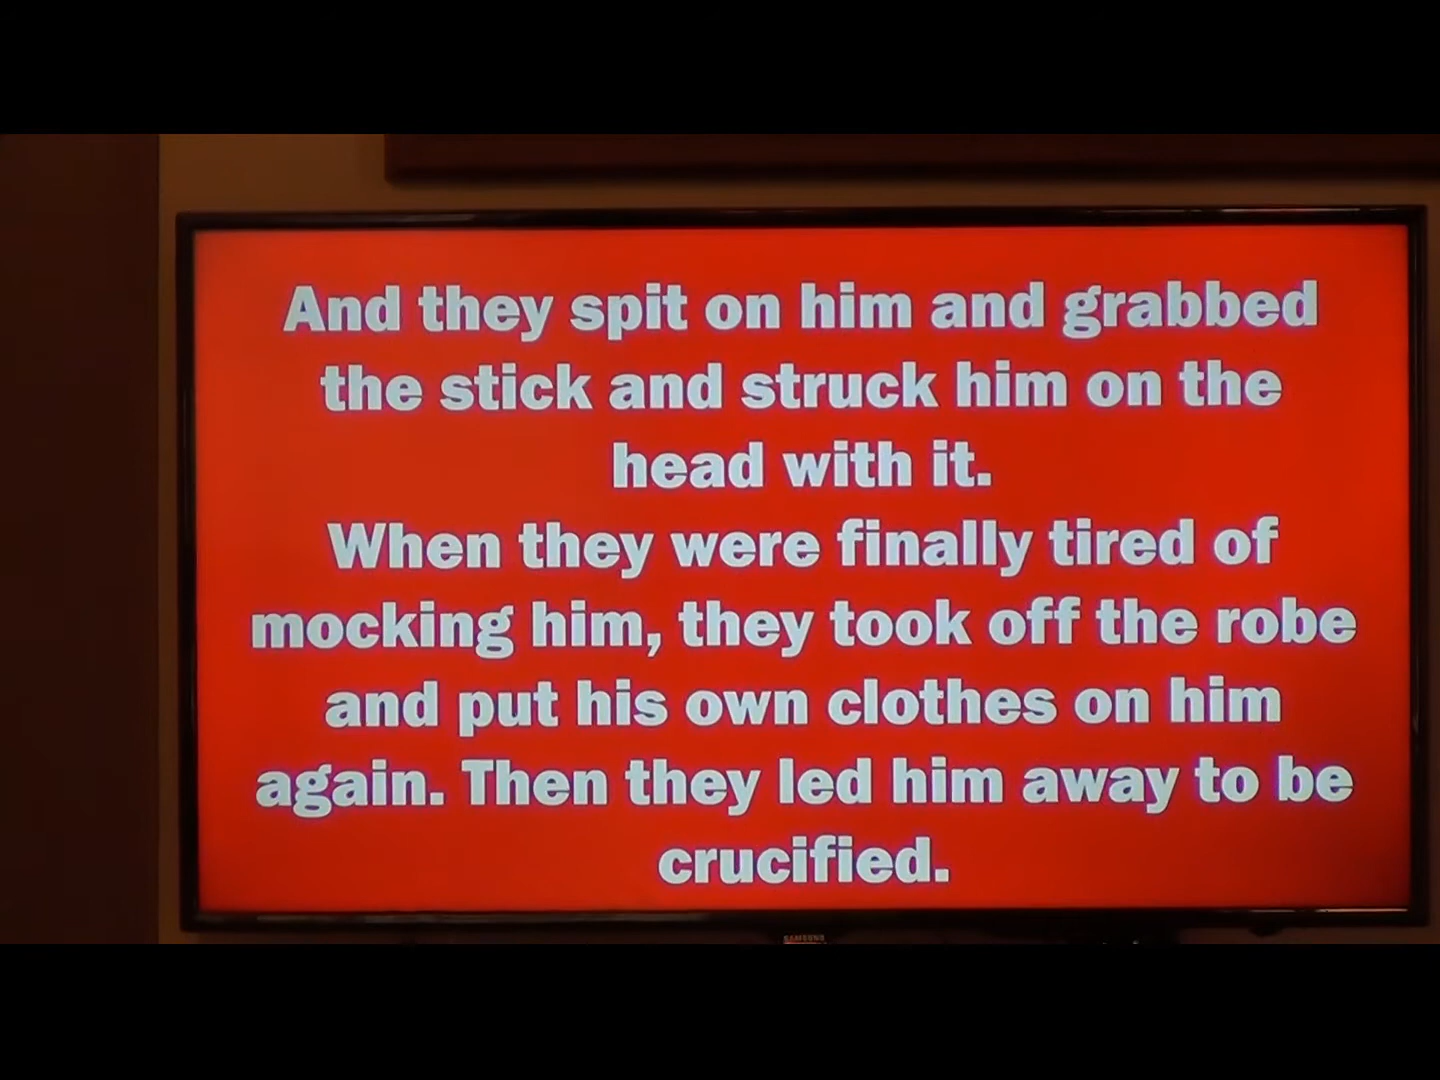 And they spit on him and grabbed
the stick and struck him on the
head with it.
When they were finally tired of
mocking him, they took off the robe
and put his own clothes on him
again. Then they led him away to be
crucified.
SAMSUNG